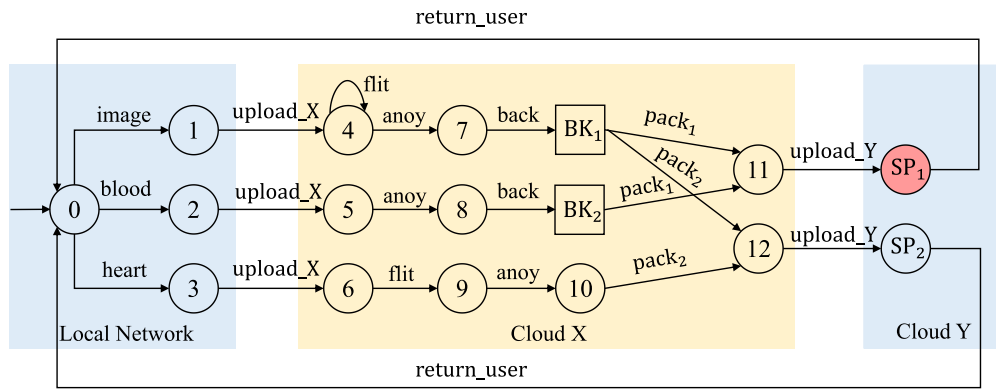 return_user
image
1
upload_X
flit
4
anoy
7
back
BK₁
pack₁
pack₂
11
upload_Y
SP₁
0
blood
2
upload_X
5
anoy
8
back
BK₂
pack₁
12
upload_Y
SP₂
heart
3
upload_X
6
flit
9
anoy
10
pack₂
Local Network
Cloud X
Cloud Y
return_user